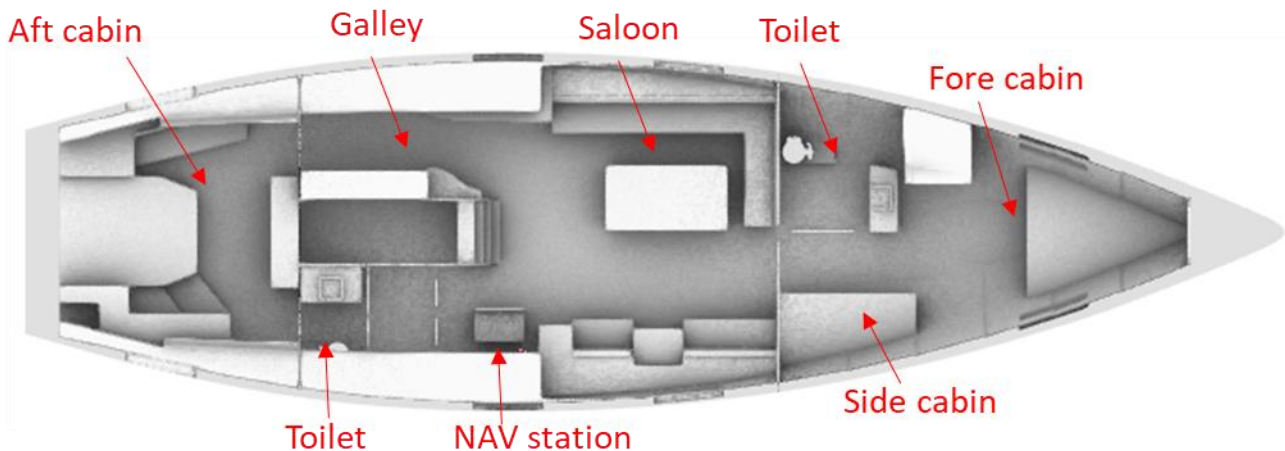 Aft cabin
Galley
Saloon
Toilet
Fore cabin
Side cabin
Toilet
NAV station